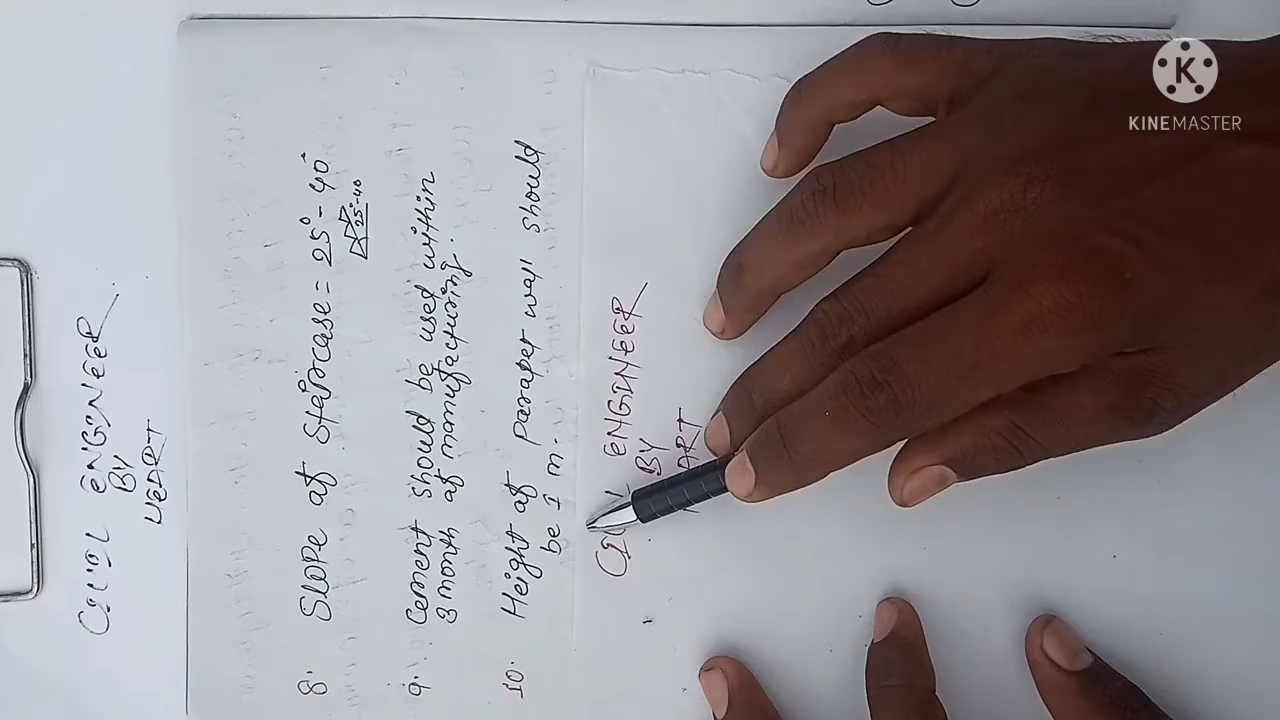 CIVIL ENGINEER
BY
HEART
8. Slope of Staircase = 25° - 40°
25°-40
9. Cement should be used within
3 month of manufacturing.
10. Height of parapet wall should
be 1 m.
ENGINEER
BY
KINEMASTER